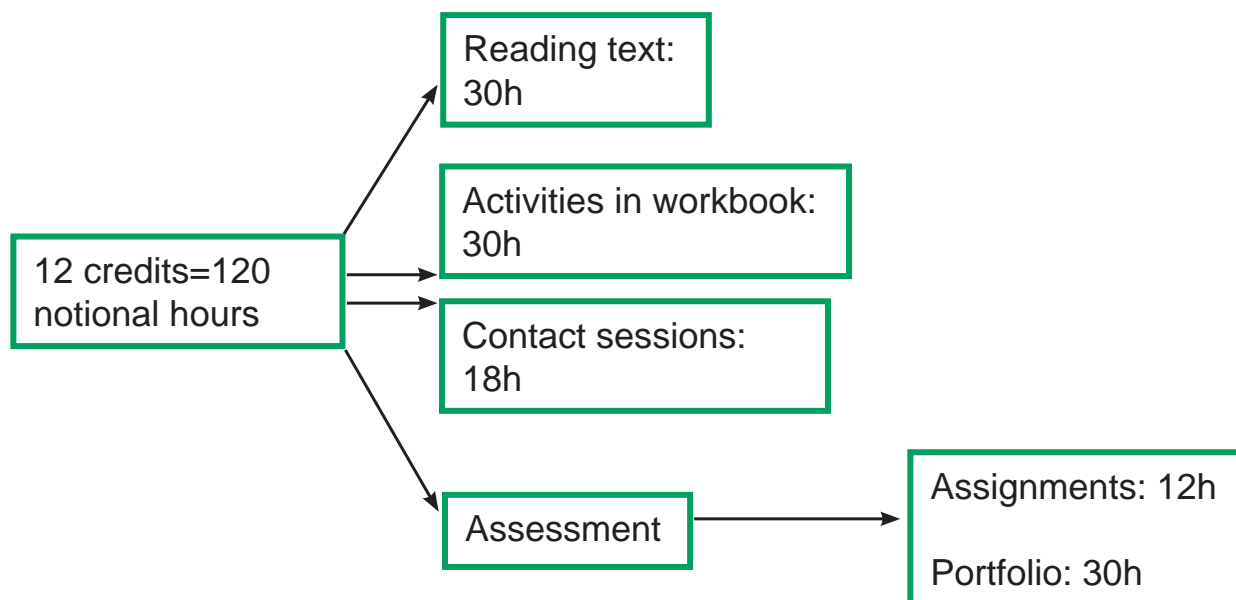 Reading text:
30h
Activities in workbook:
30h
12 credits=120
notional hours
Contact sessions:
18h
Assessment
Assignments: 12h
Portfolio: 30h